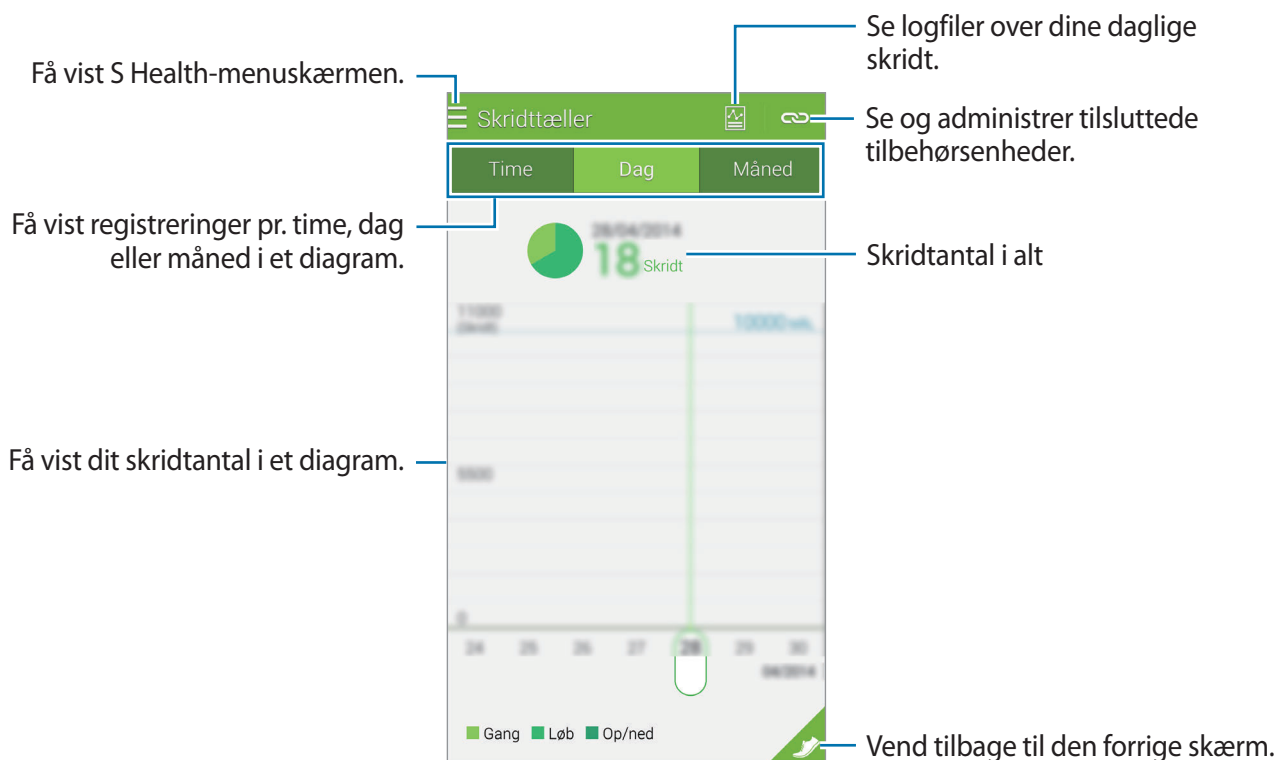 Se logfiler over dine daglige
skridt.
Få vist S Health-menuskærmen.
Skridttæller
Se og administrer tilsluttede
tilbehørsenheder.
Time Dag Måned
Få vist registreringer pr. time, dag
eller måned i et diagram.
28/04/2014
18 Skridt
Skridtantal i alt
11000
(Skridt)
10000
Få vist dit skridtantal i et diagram.
5500
0
24 25 26 27 28 29 30
04/2014
Gang Løb Op/ned
Vend tilbage til den forrige skærm.